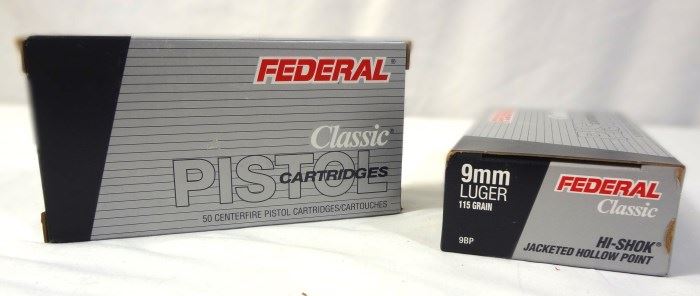 FEDERAL®
Classic®
PISTOL
CARTRIDGES
50 CENTERFIRE PISTOL CARTRIDGES/CARTOUCHES
9mm
LUGER
115 GRAIN
9BP
FEDERAL
Classic
HI-SHOK®
JACKETED HOLLOW POINT